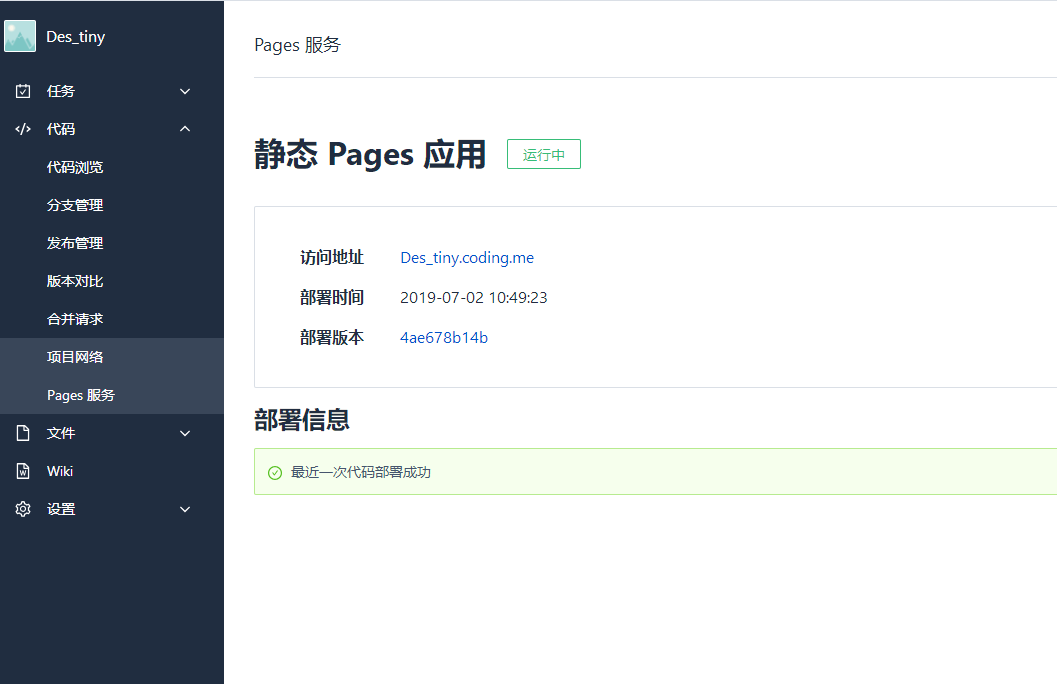 Des_tiny
任务
代码
代码浏览
分支管理
发布管理
版本对比
合并请求
项目网络
Pages 服务
文件
Wiki
设置
Pages 服务
静态 Pages 应用 运行中
访问地址 Des_tiny.coding.me
部署时间 2019-07-02 10:49:23
部署版本 4ae678b14b
部署信息
最近一次代码部署成功